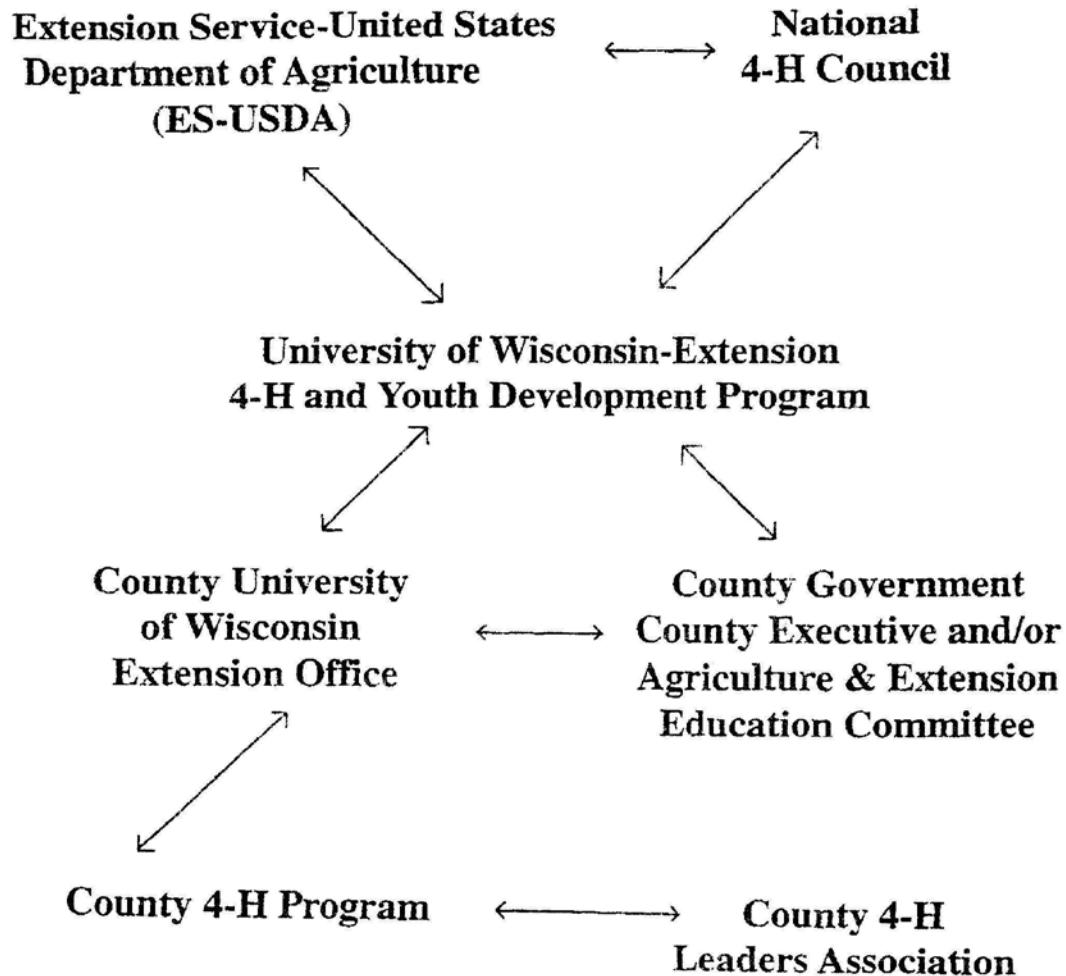 Extension Service-United States
Department of Agriculture
(ES-USDA)
National
4-H Council
University of Wisconsin-Extension
4-H and Youth Development Program
County University
of Wisconsin
Extension Office
County Government
County Executive and/or
Agriculture & Extension
Education Committee
County 4-H Program
County 4-H
Leaders Association